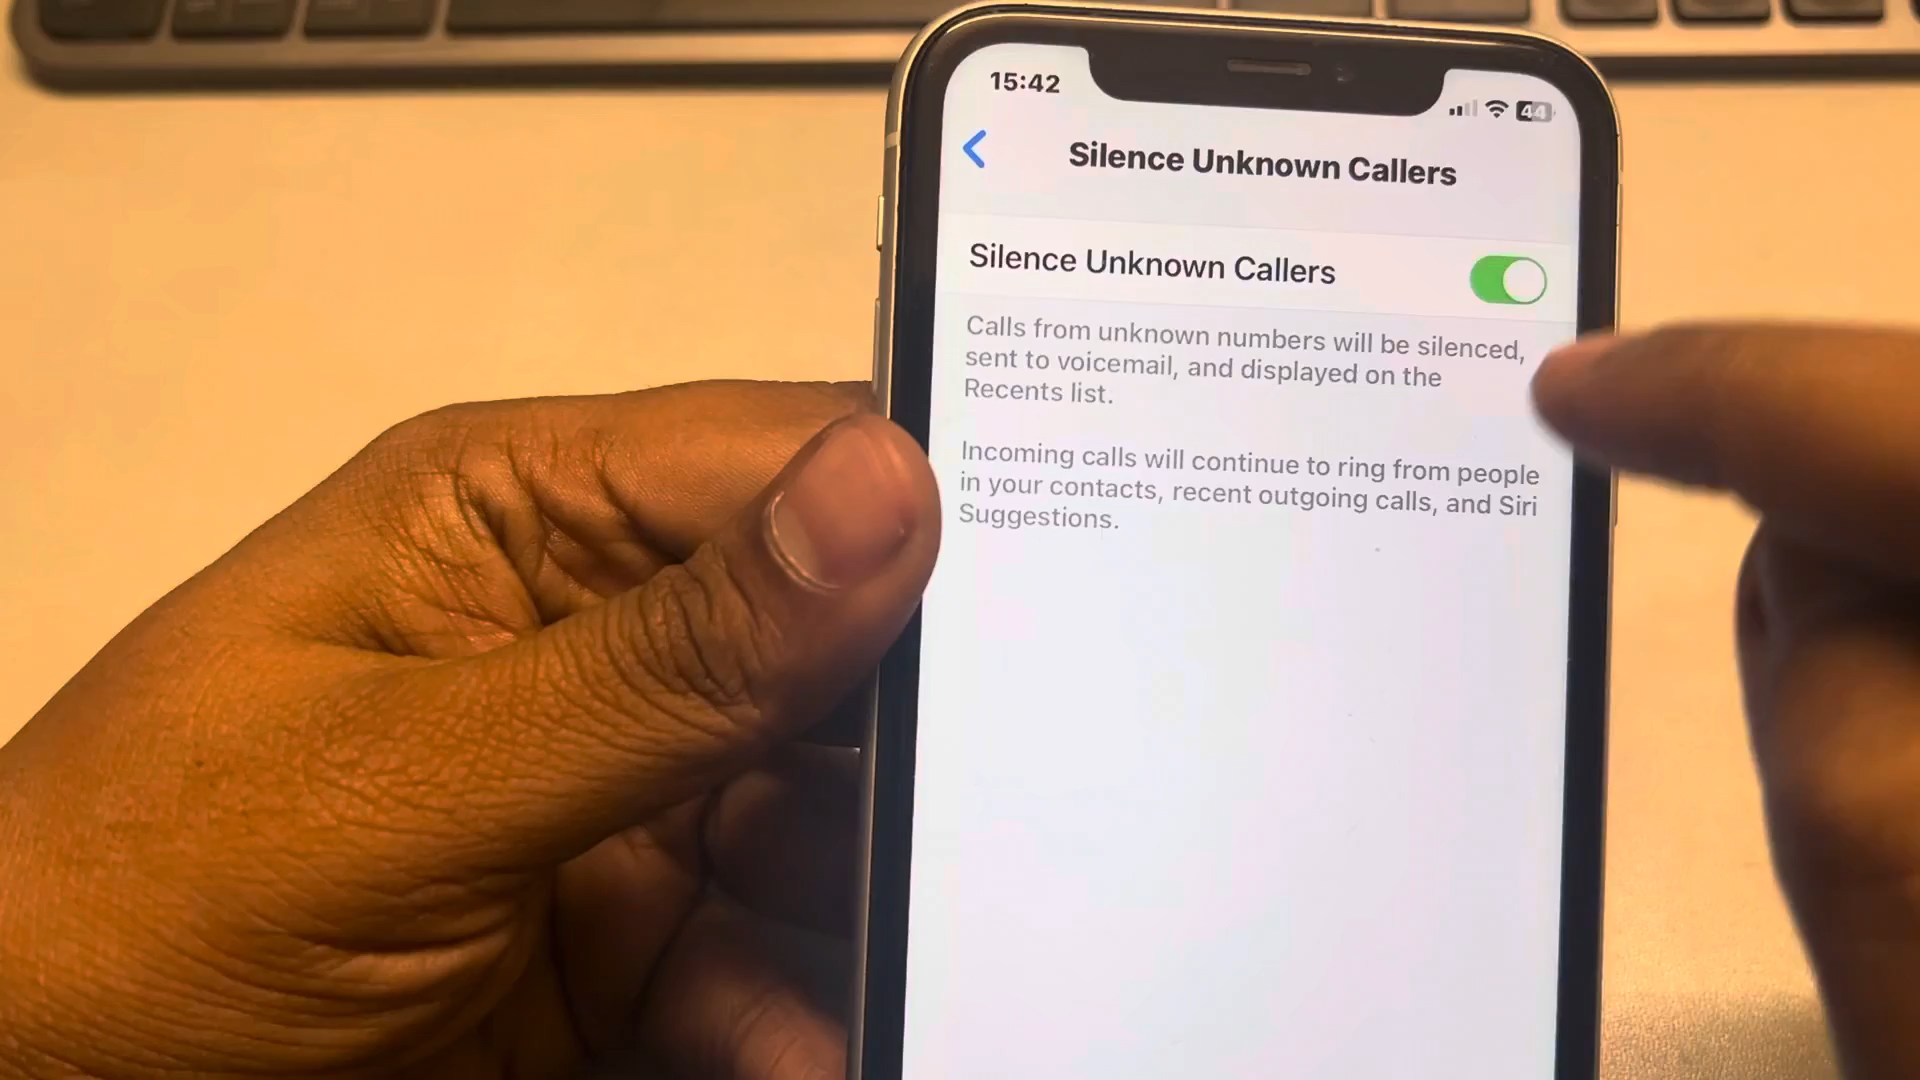 15:42
44
Silence Unknown Callers
Silence Unknown Callers
Calls from unknown numbers will be silenced,
sent to voicemail, and displayed on the
Recents list.
Incoming calls will continue to ring from people
in your contacts, recent outgoing calls, and Siri
Suggestions.